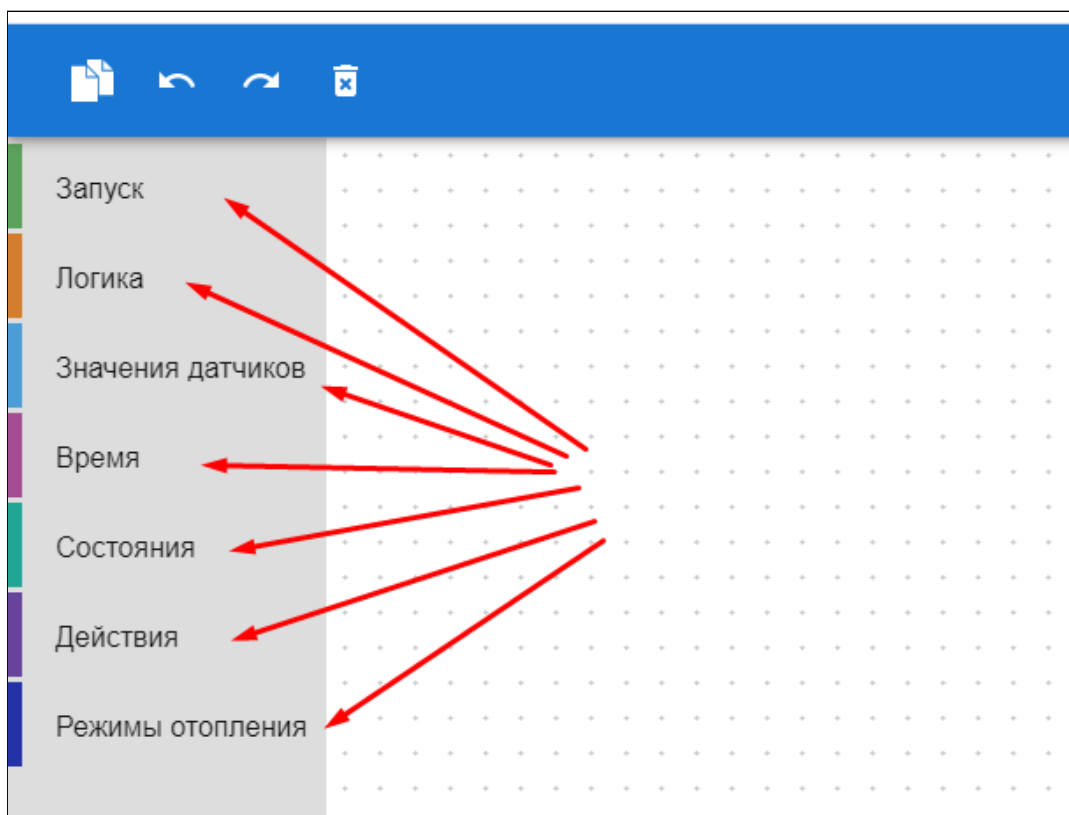 Запуск
Логика
Значения датчиков
Время
Состояния
Действия
Режимы отопления